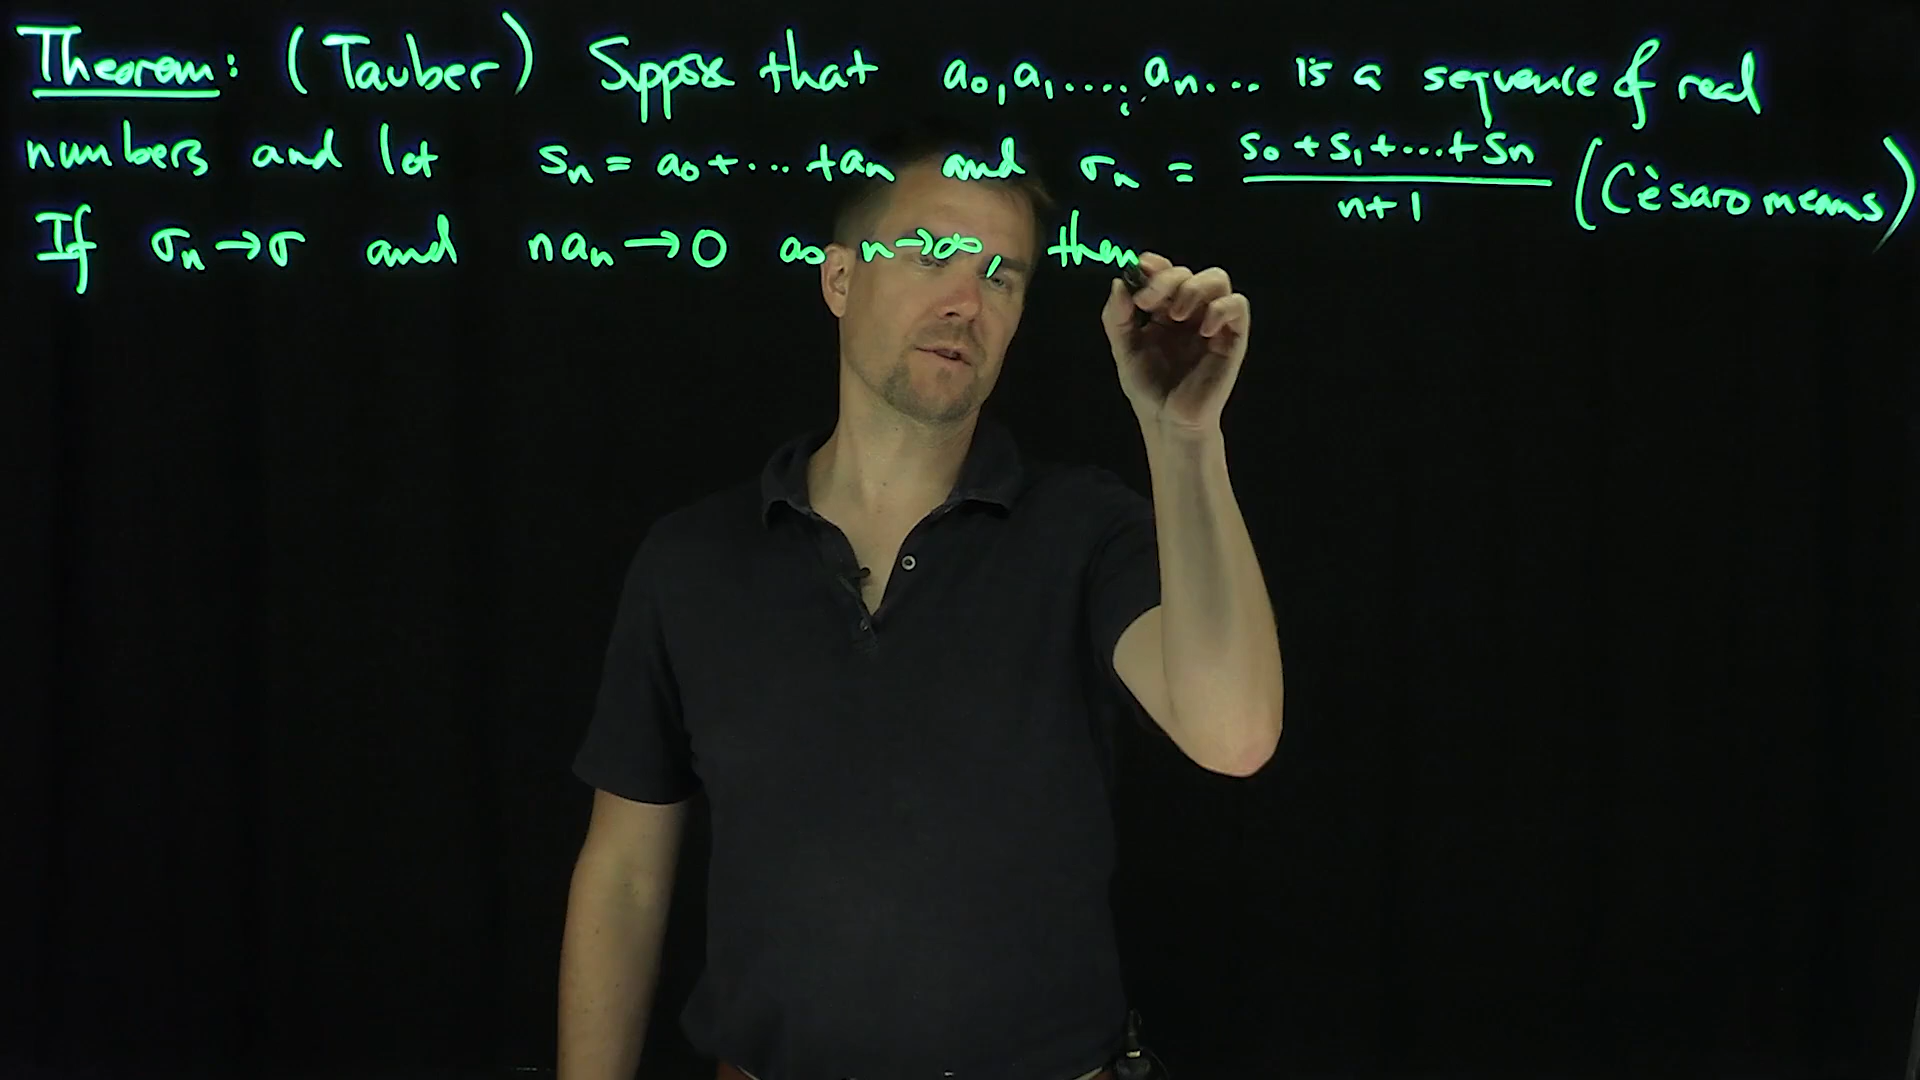 Theorem: (Tauber) Suppose that a₀, a₁, ..., aₙ... is a sequence of real
numbers and let sₙ = a₀ + ... + aₙ and σₙ = (s₀ + s₁ + ... + sₙ)/(n+1) (Cèsaro means)
If σₙ → σ and naₙ → 0 as n → ∞, then